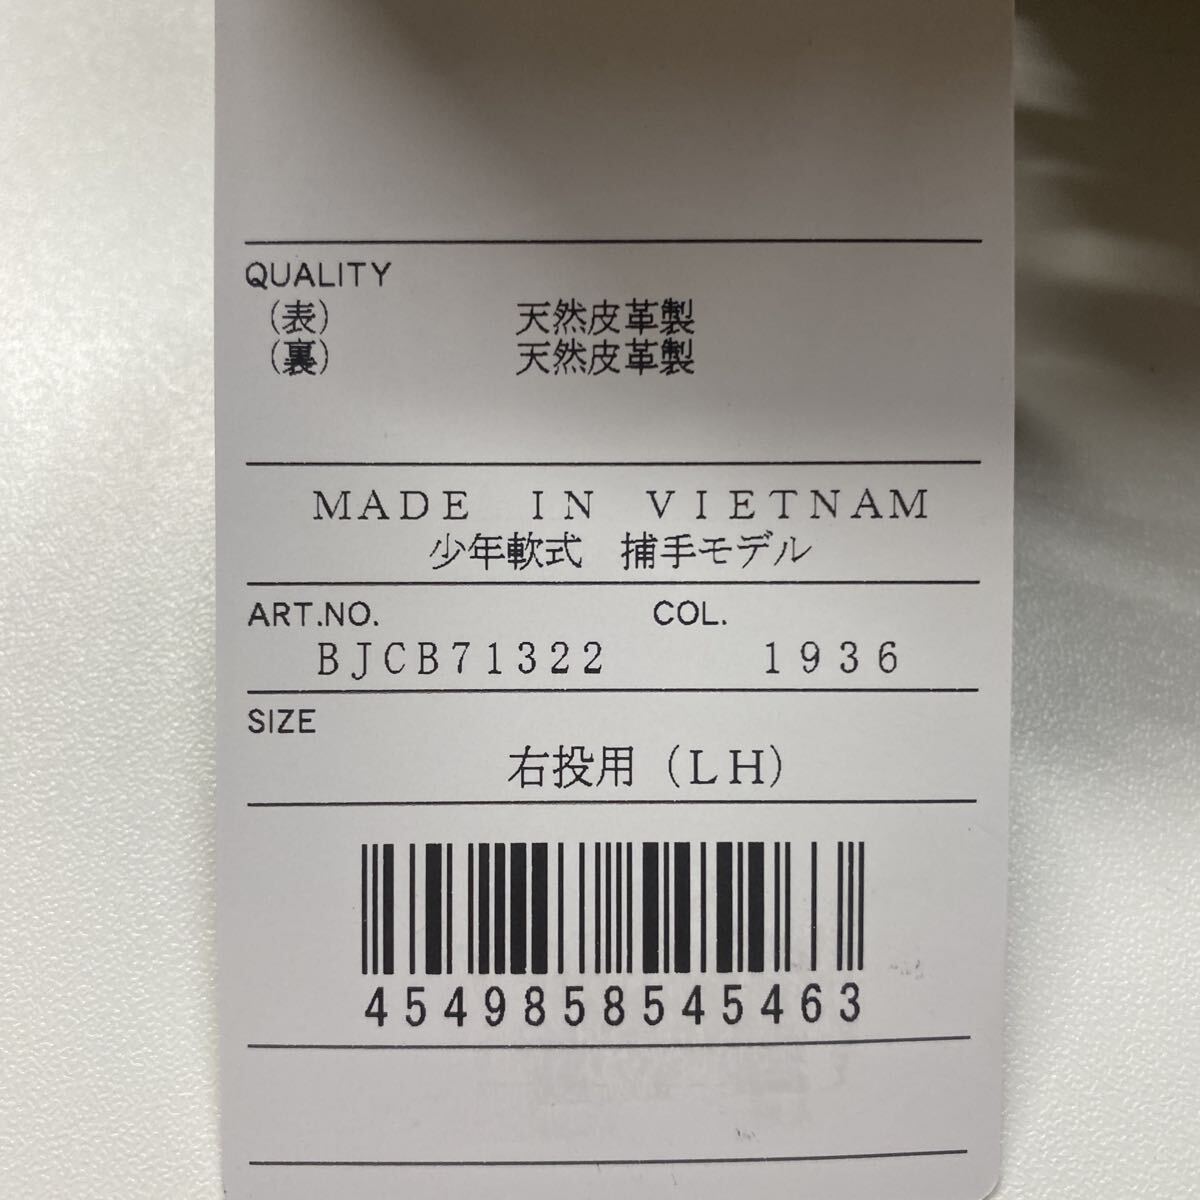 QUALITY
(表) 天然皮革製
(裏) 天然皮革製
MADE IN VIETNAM
少年軟式 捕手モデル
ART.NO. COL.
BJCB71322 1936
SIZE
右投用(LH)
4549858545463